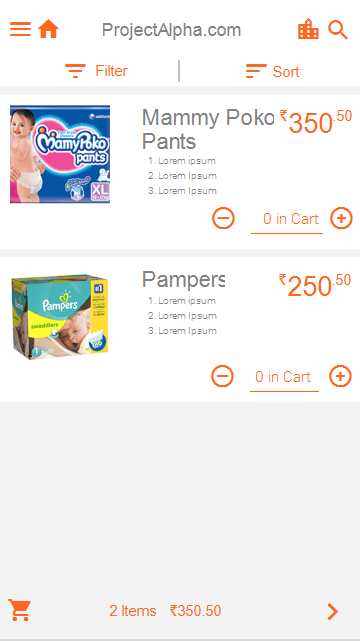 ProjectAlpha.com
Filter
Sort
MamyPoko
pants
XL
Mammy Poko
Pants
₹350.50
1. Lorem ipsum
2. Lorem Ipsum
3. Lorem Ipsum
0 in Cart
#1
Pampers
swaddlers
1
Pampers
₹250.50
1. Lorem ipsum
2. Lorem Ipsum
3. Lorem Ipsum
0 in Cart
2 Items ₹350.50